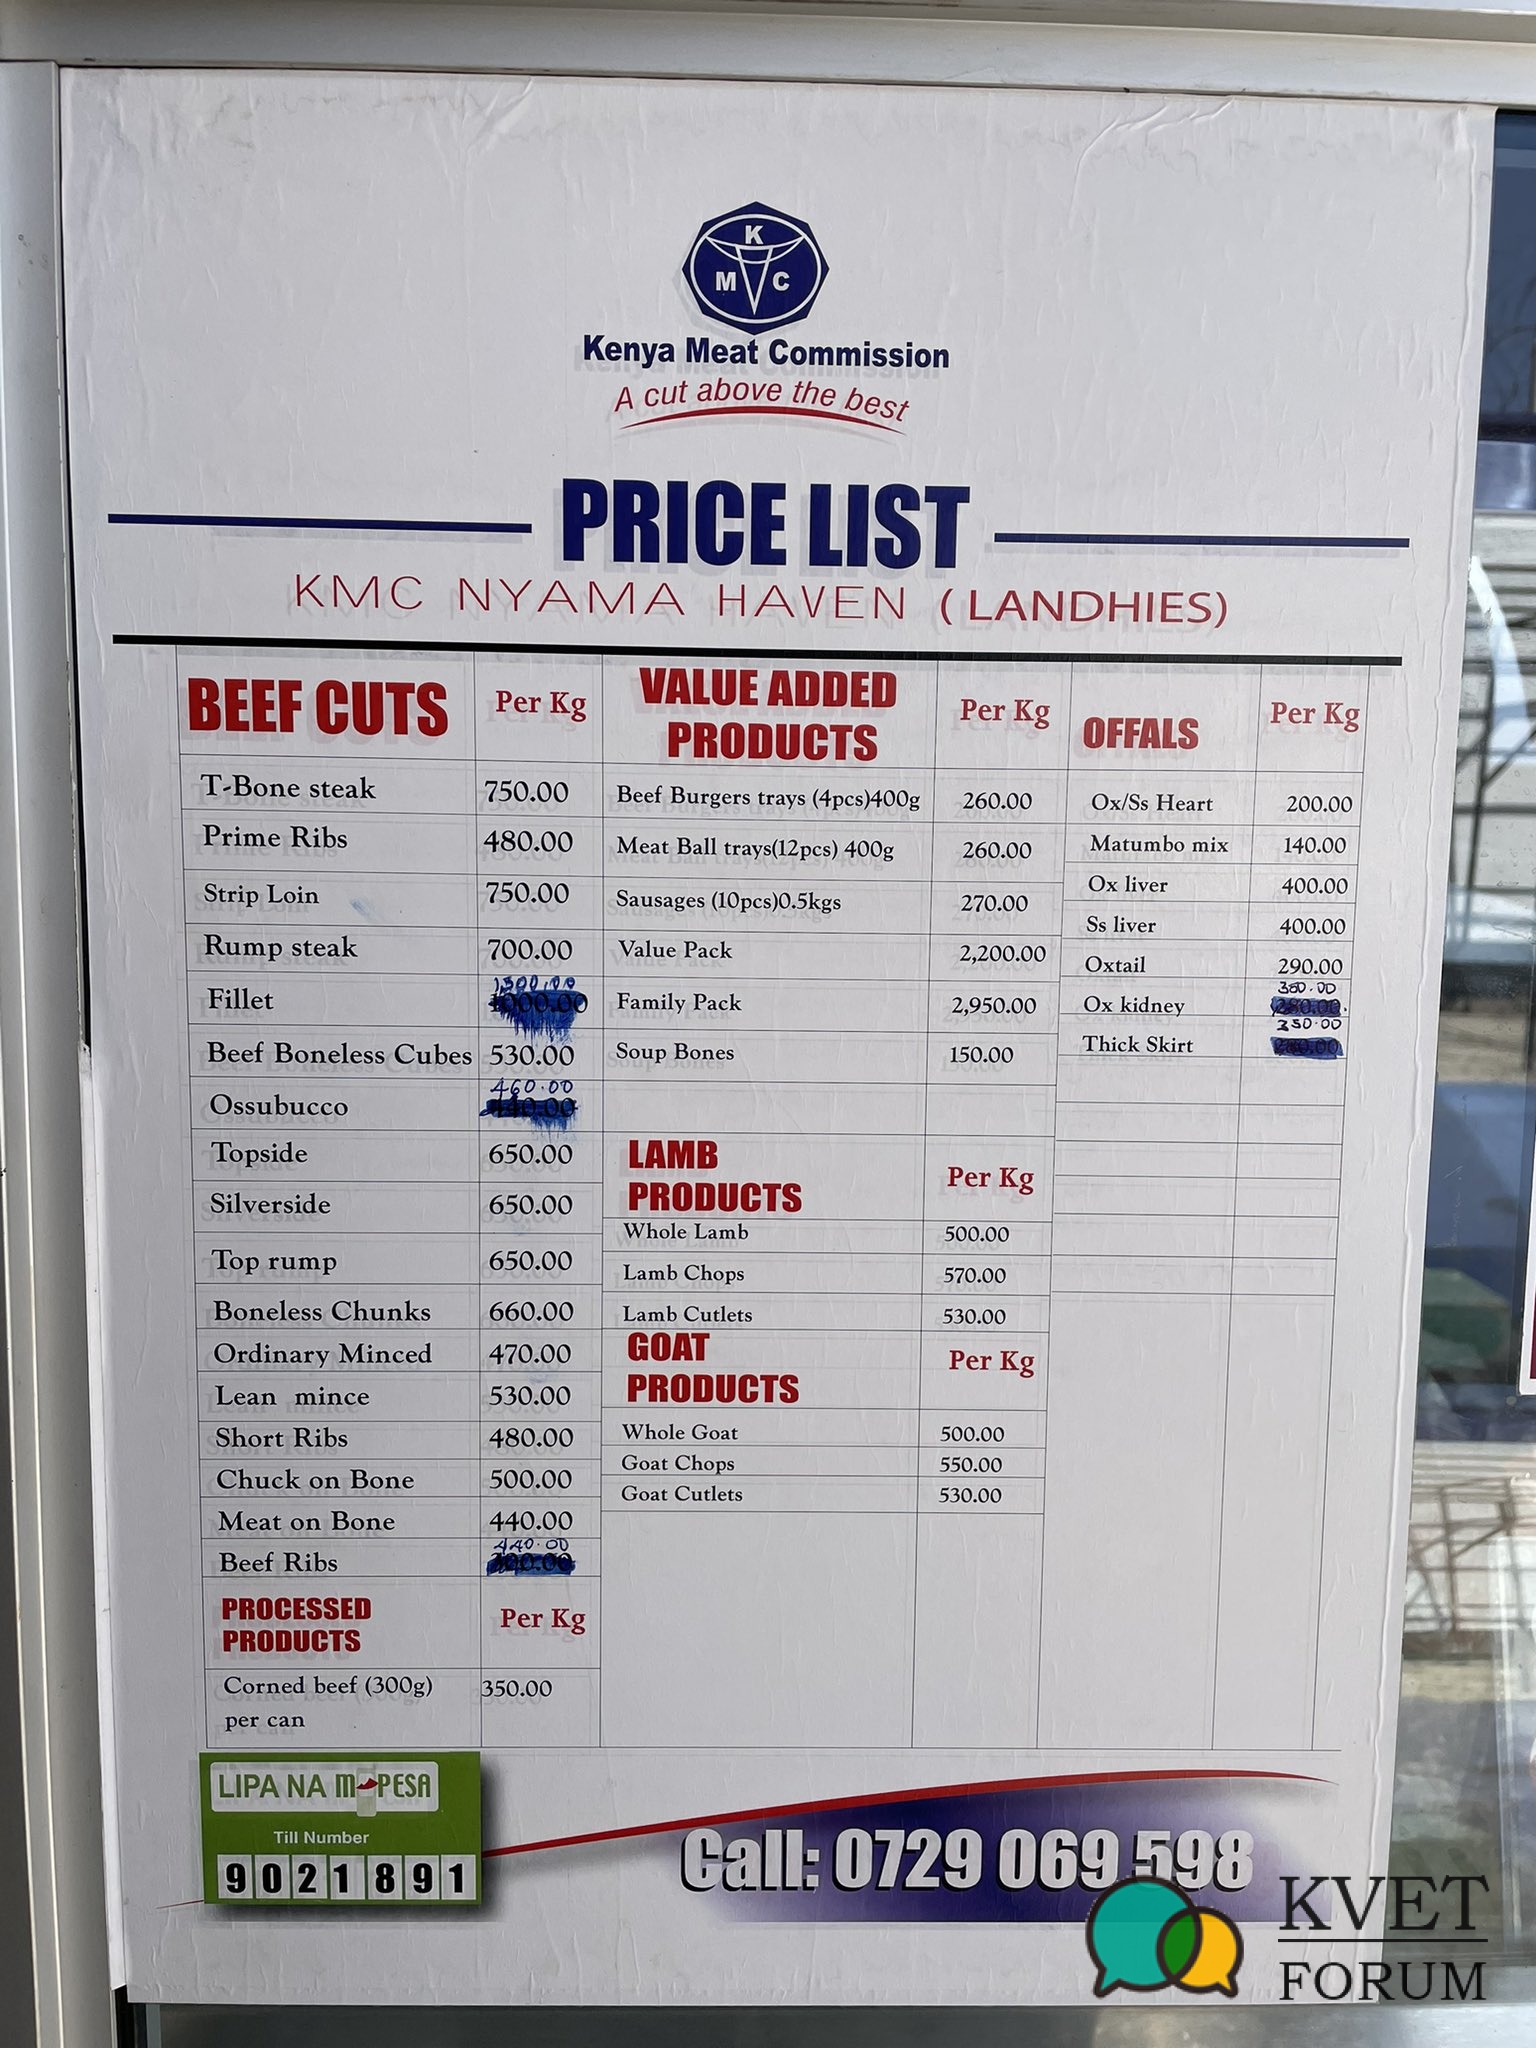 K
M C
Kenya Meat Commission
A cut above the best
PRICE LIST
KMC NYAMA HAVEN (LANDHIES)
BEEF CUTS Per Kg
T-Bone steak 750.00
Prime Ribs 480.00
Strip Loin 750.00
Rump steak 700.00
1,300.00
Fillet 1000.00
Beef Boneless Cubes 530.00
460.00
Ossubucco 440.00
Topside 650.00
Silverside 650.00
Top rump 650.00
Boneless Chunks 660.00
Ordinary Minced 470.00
Lean mince 530.00
Short Ribs 480.00
Chuck on Bone 500.00
Meat on Bone 440.00
440.00
Beef Ribs
PROCESSED
PRODUCTS Per Kg
Corned beef (300g) 350.00
per can
VALUE ADDED
PRODUCTS Per Kg
Beef Burgers trays (4pcs)400g 260.00
Meat Ball trays(12pcs) 400g 260.00
Sausages (10pcs)0.5kgs 270.00
Value Pack 2,200.00
Family Pack 2,950.00
Soup Bones 150.00
LAMB
PRODUCTS Per Kg
Whole Lamb 500.00
Lamb Chops 570.00
Lamb Cutlets 530.00
GOAT
PRODUCTS Per Kg
Whole Goat 500.00
Goat Chops 550.00
Goat Cutlets 530.00
OFFALS Per Kg
Ox/Ss Heart 200.00
Matumbo mix 140.00
Ox liver 400.00
Ss liver 400.00
Oxtail 290.00
Ox kidney
350.00
Thick Skirt
LIPA NA M-PESA
Till Number
9021891
Call: 0729 069 598
KVET
FORUM